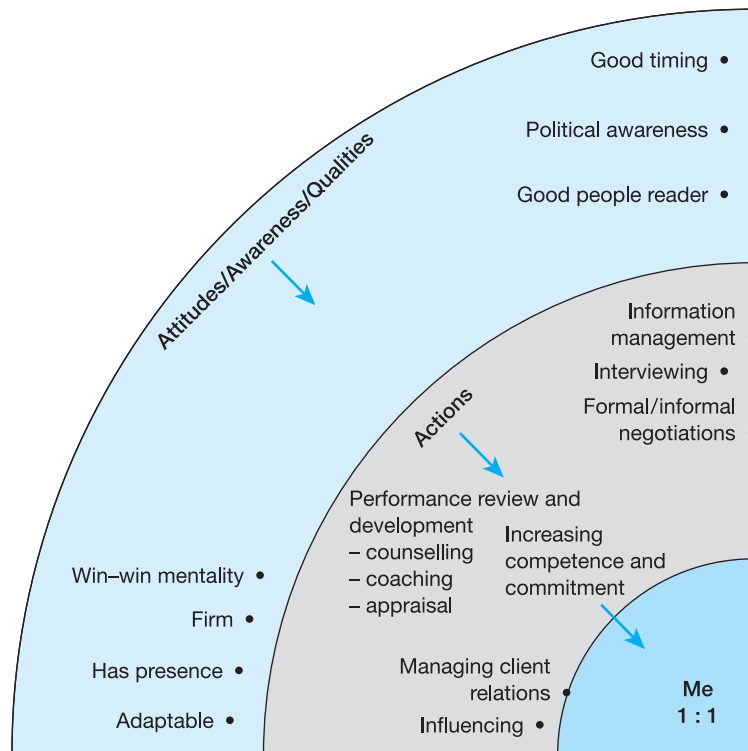 Good timing •
Political awareness •
Good people reader •
Attitudes/Awareness/Qualities
Information
management
Interviewing •
Formal/informal
negotiations
Actions
Performance review and
development
– counselling
– coaching
– appraisal
Increasing
competence and
commitment
Win–win mentality •
Firm •
Has presence •
Adaptable •
Managing client
relations •
Influencing •
Me
1 : 1